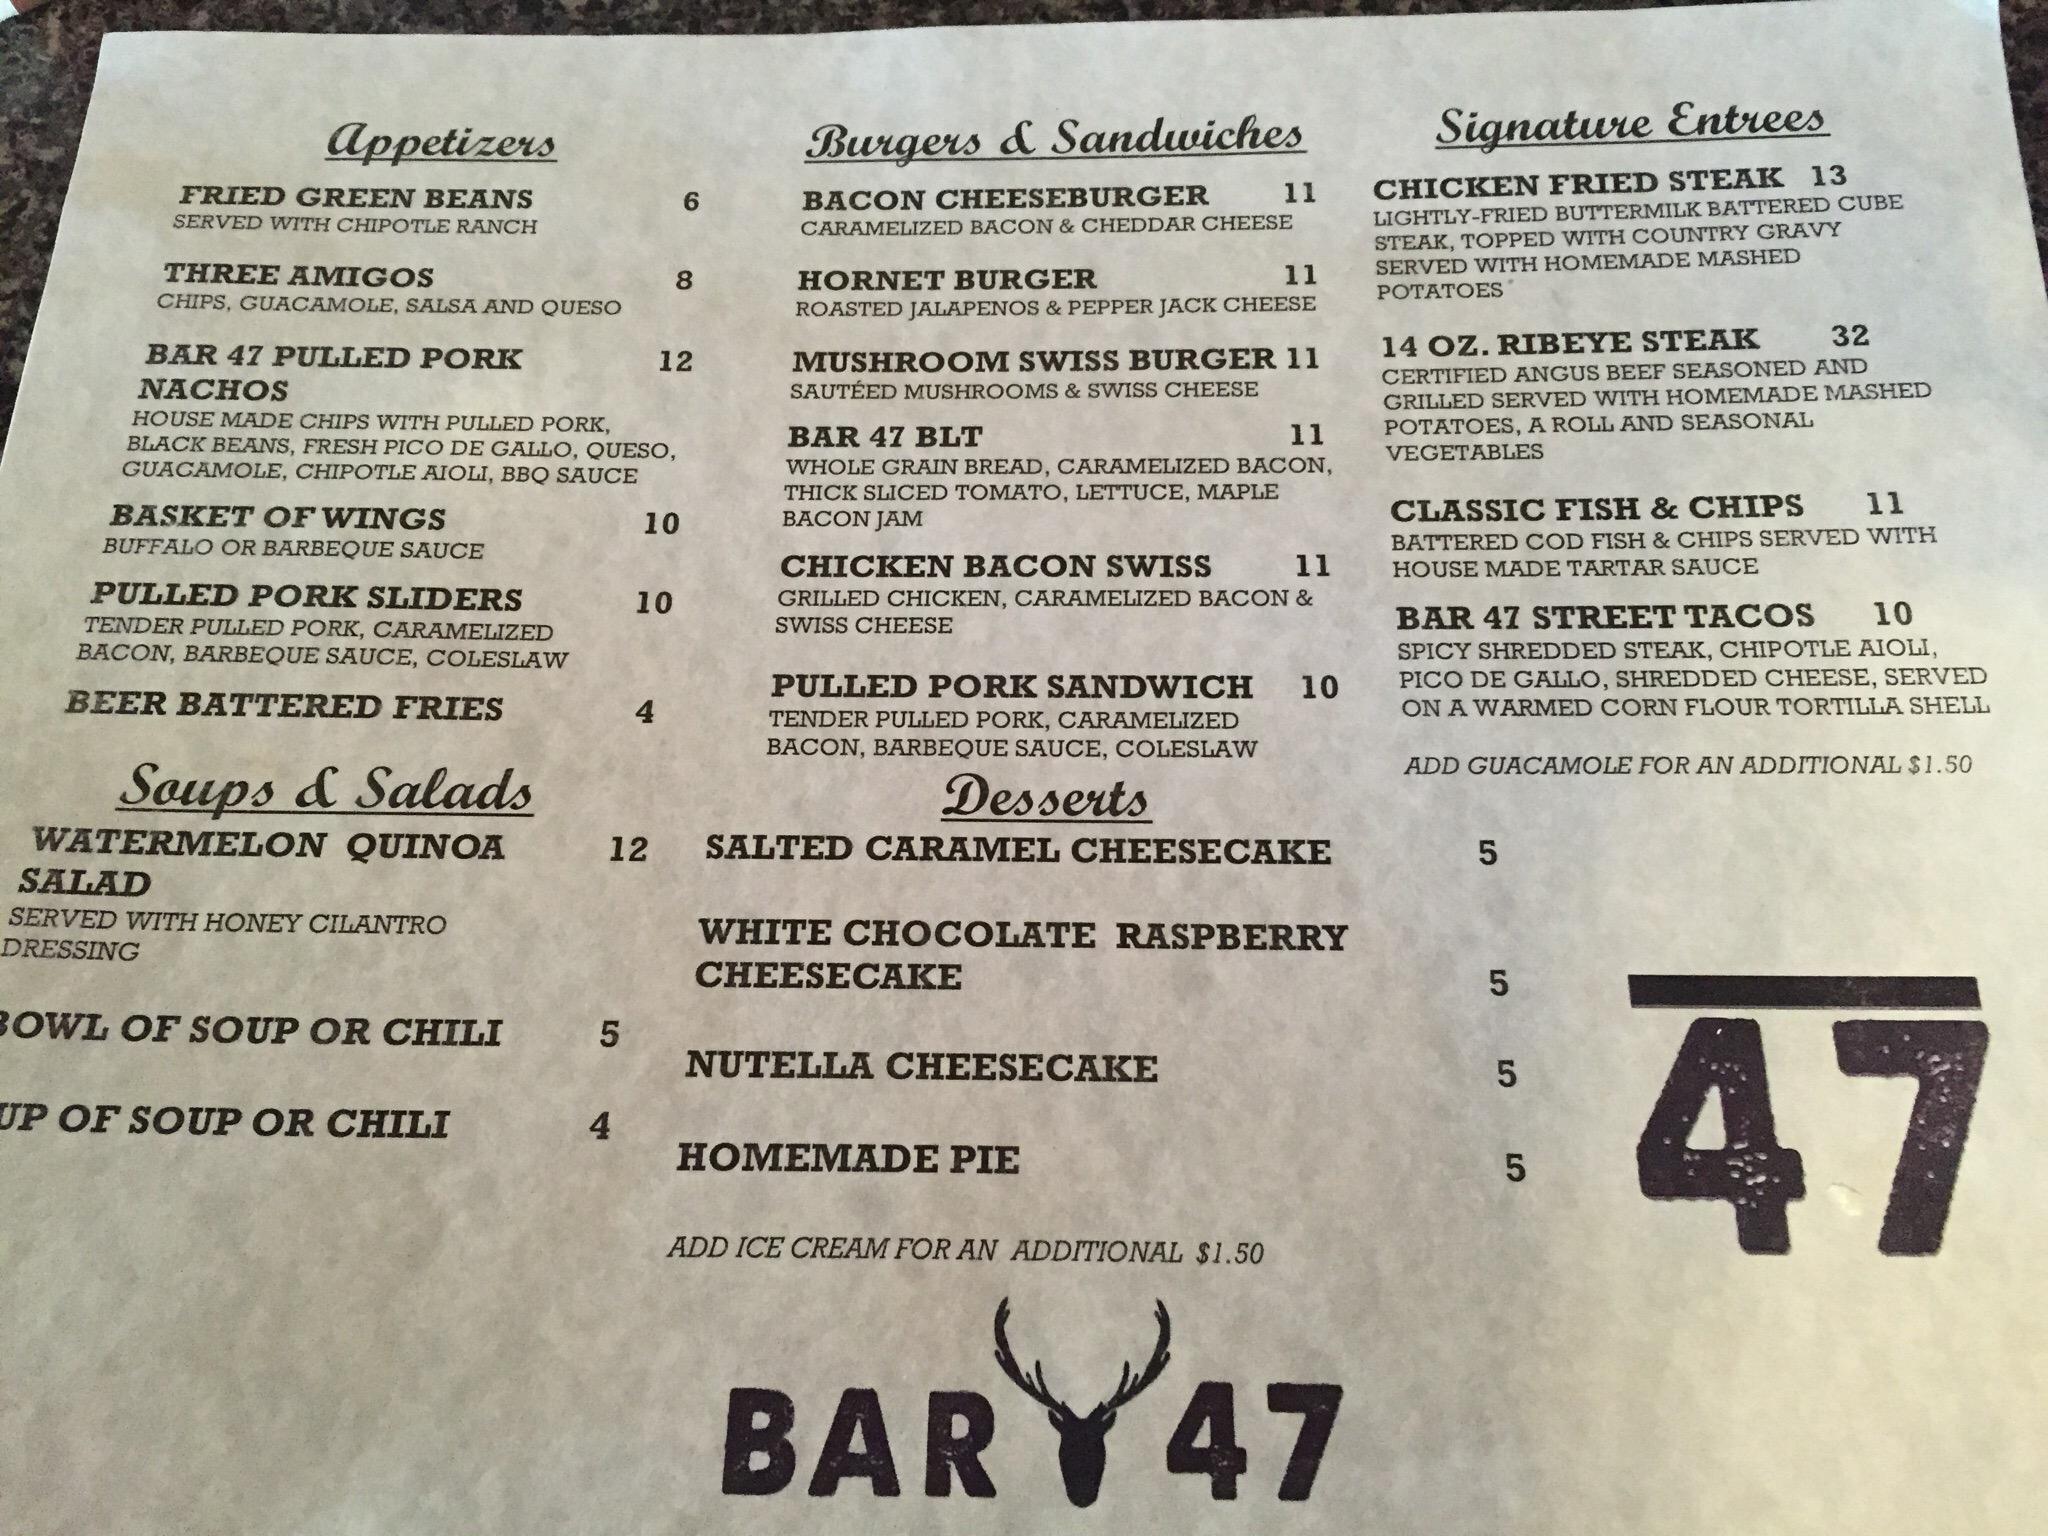 Appetizers
FRIED GREEN BEANS 6
SERVED WITH CHIPOTLE RANCH
THREE AMIGOS 8
CHIPS, GUACAMOLE, SALSA AND QUESO
BAR 47 PULLED PORK 12
NACHOS
HOUSE MADE CHIPS WITH PULLED PORK,
BLACK BEANS, FRESH PICO DE GALLO, QUESO,
GUACAMOLE, CHIPOTLE AIOLI, BBQ SAUCE
BASKET OF WINGS 10
BUFFALO OR BARBEQUE SAUCE
PULLED PORK SLIDERS 10
TENDER PULLED PORK, CARAMELIZED
BACON, BARBEQUE SAUCE, COLESLAW
BEER BATTERED FRIES 4
Soups & Salads
WATERMELON QUINOA 12
SALAD
SERVED WITH HONEY CILANTRO
DRESSING
BOWL OF SOUP OR CHILI 5
UP OF SOUP OR CHILI 4
Burgers & Sandwiches
BACON CHEESEBURGER 11
CARAMELIZED BACON & CHEDDAR CHEESE
HORNET BURGER 11
ROASTED JALAPENOS & PEPPER JACK CHEESE
MUSHROOM SWISS BURGER 11
SAUTÉED MUSHROOMS & SWISS CHEESE
BAR 47 BLT 11
WHOLE GRAIN BREAD, CARAMELIZED BACON,
THICK SLICED TOMATO, LETTUCE, MAPLE
BACON JAM
CHICKEN BACON SWISS 11
GRILLED CHICKEN, CARAMELIZED BACON &
SWISS CHEESE
PULLED PORK SANDWICH 10
TENDER PULLED PORK, CARAMELIZED
BACON, BARBEQUE SAUCE, COLESLAW
Desserts
SALTED CARAMEL CHEESECAKE 5
WHITE CHOCOLATE RASPBERRY
CHEESECAKE 5
NUTELLA CHEESECAKE 5
HOMEMADE PIE 5
ADD ICE CREAM FOR AN ADDITIONAL $1.50
Signature Entrees
CHICKEN FRIED STEAK 13
LIGHTLY-FRIED BUTTERMILK BATTERED CUBE
STEAK, TOPPED WITH COUNTRY GRAVY
SERVED WITH HOMEMADE MASHED
POTATOES
14 OZ. RIBEYE STEAK 32
CERTIFIED ANGUS BEEF SEASONED AND
GRILLED SERVED WITH HOMEMADE MASHED
POTATOES, A ROLL AND SEASONAL
VEGETABLES
CLASSIC FISH & CHIPS 11
BATTERED COD FISH & CHIPS SERVED WITH
HOUSE MADE TARTAR SAUCE
BAR 47 STREET TACOS 10
SPICY SHREDDED STEAK, CHIPOTLE AIOLI,
PICO DE GALLO, SHREDDED CHEESE, SERVED
ON A WARMED CORN FLOUR TORTILLA SHELL
ADD GUACAMOLE FOR AN ADDITIONAL $1.50
47
BAR 47